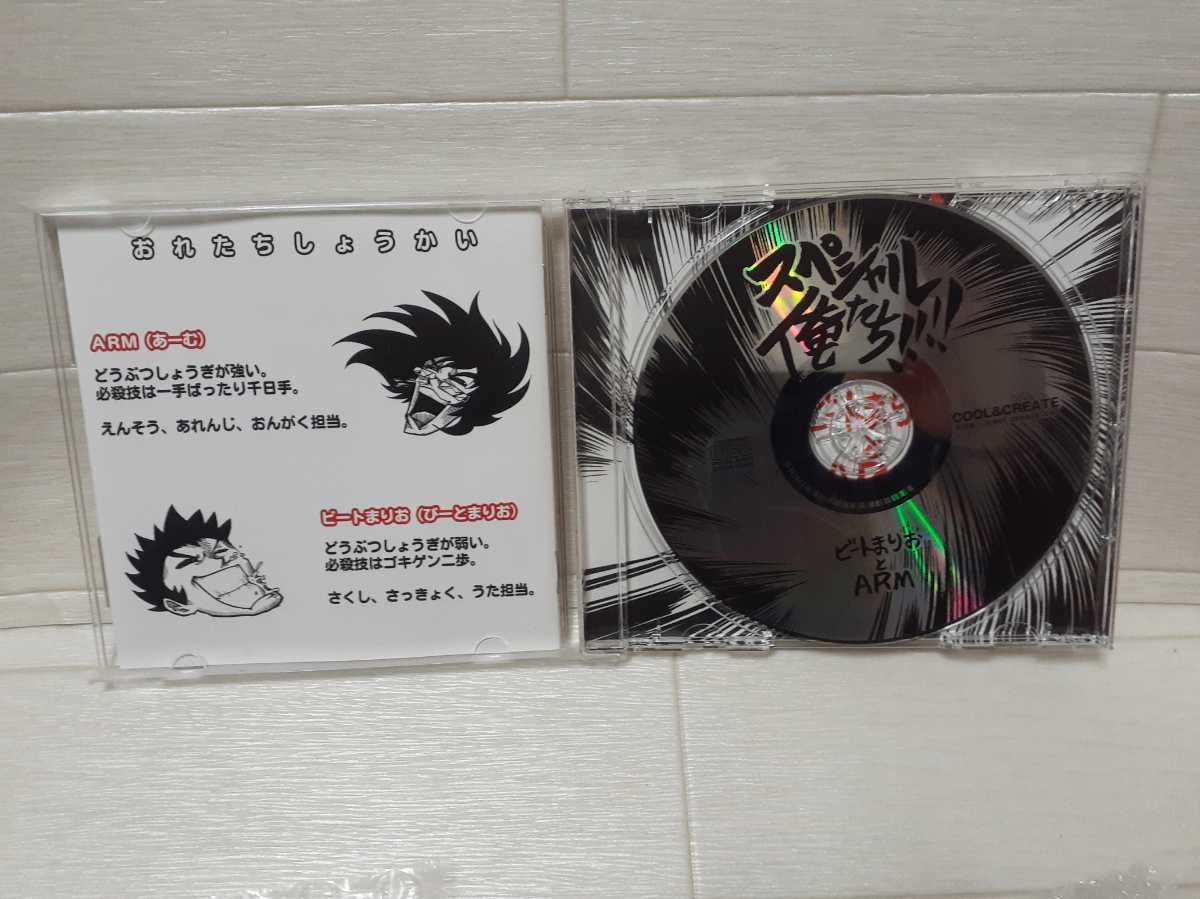 おれたちしょうかい
ARM (あーむ)
どうぶつしょうぎが強い。
必殺技は一手ばったり千日手。
えんそう、あれんじ、おんがく担当。
ビートまりお (びーとまりお)
どうぶつしょうぎが弱い。
必殺技はゴキゲン二歩。
さくし、さっきょく、うた担当。
スペシャル
俺たち!!!
COOL&CREATE
ビートまりお
と
ARM